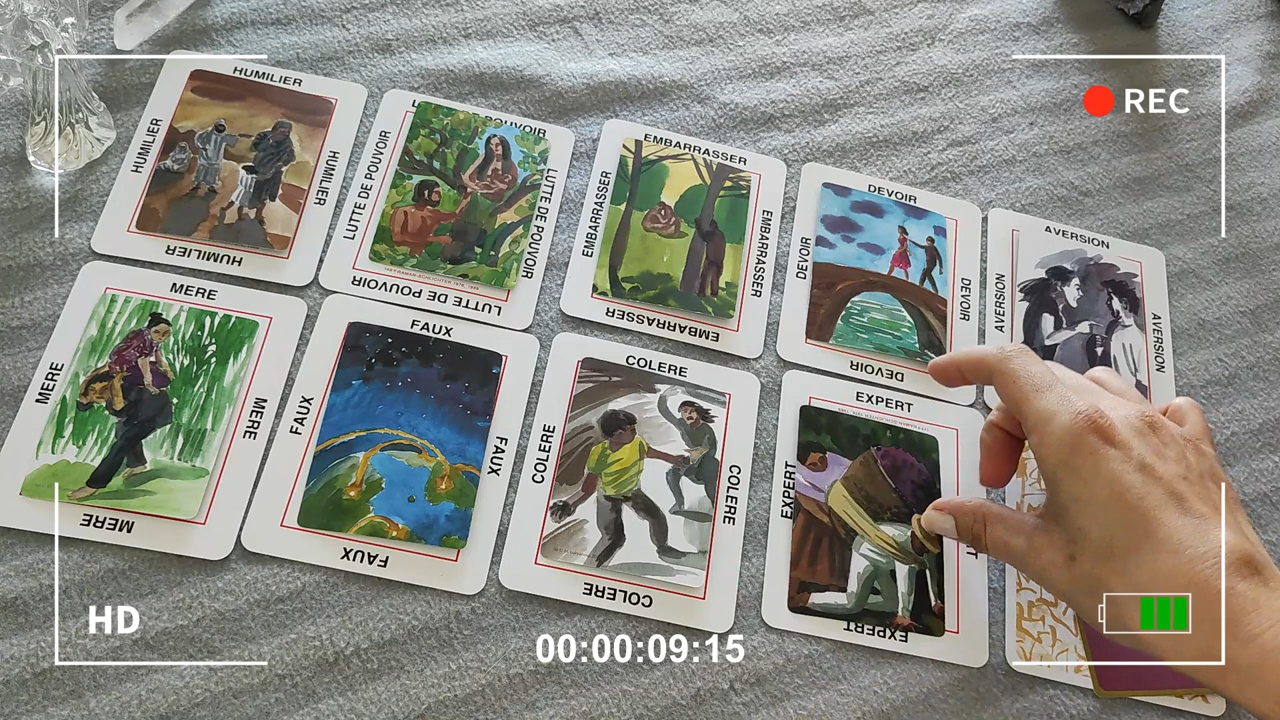 HUMILIER
HUMILIER
HUMILIER
HUMILIER
POUVOIR
LUTTE DE POUVOIR
LUTTE DE POUVOIR
LUTTE DE POUVOIR
EMBARRASSER
EMBARRASSER
EMBARRASSER
EMBARRASSER
DEVOIR
DEVOIR
DEVOIR
DEVOIR
AVERSION
AVERSION
AVERSION
REC
MERE
MERE
MERE
MERE
FAUX
FAUX
FAUX
FAUX
COLERE
COLERE
COLERE
COLERE
EXPERT
EXPERT
EXPERT
HD
00:00:09:15